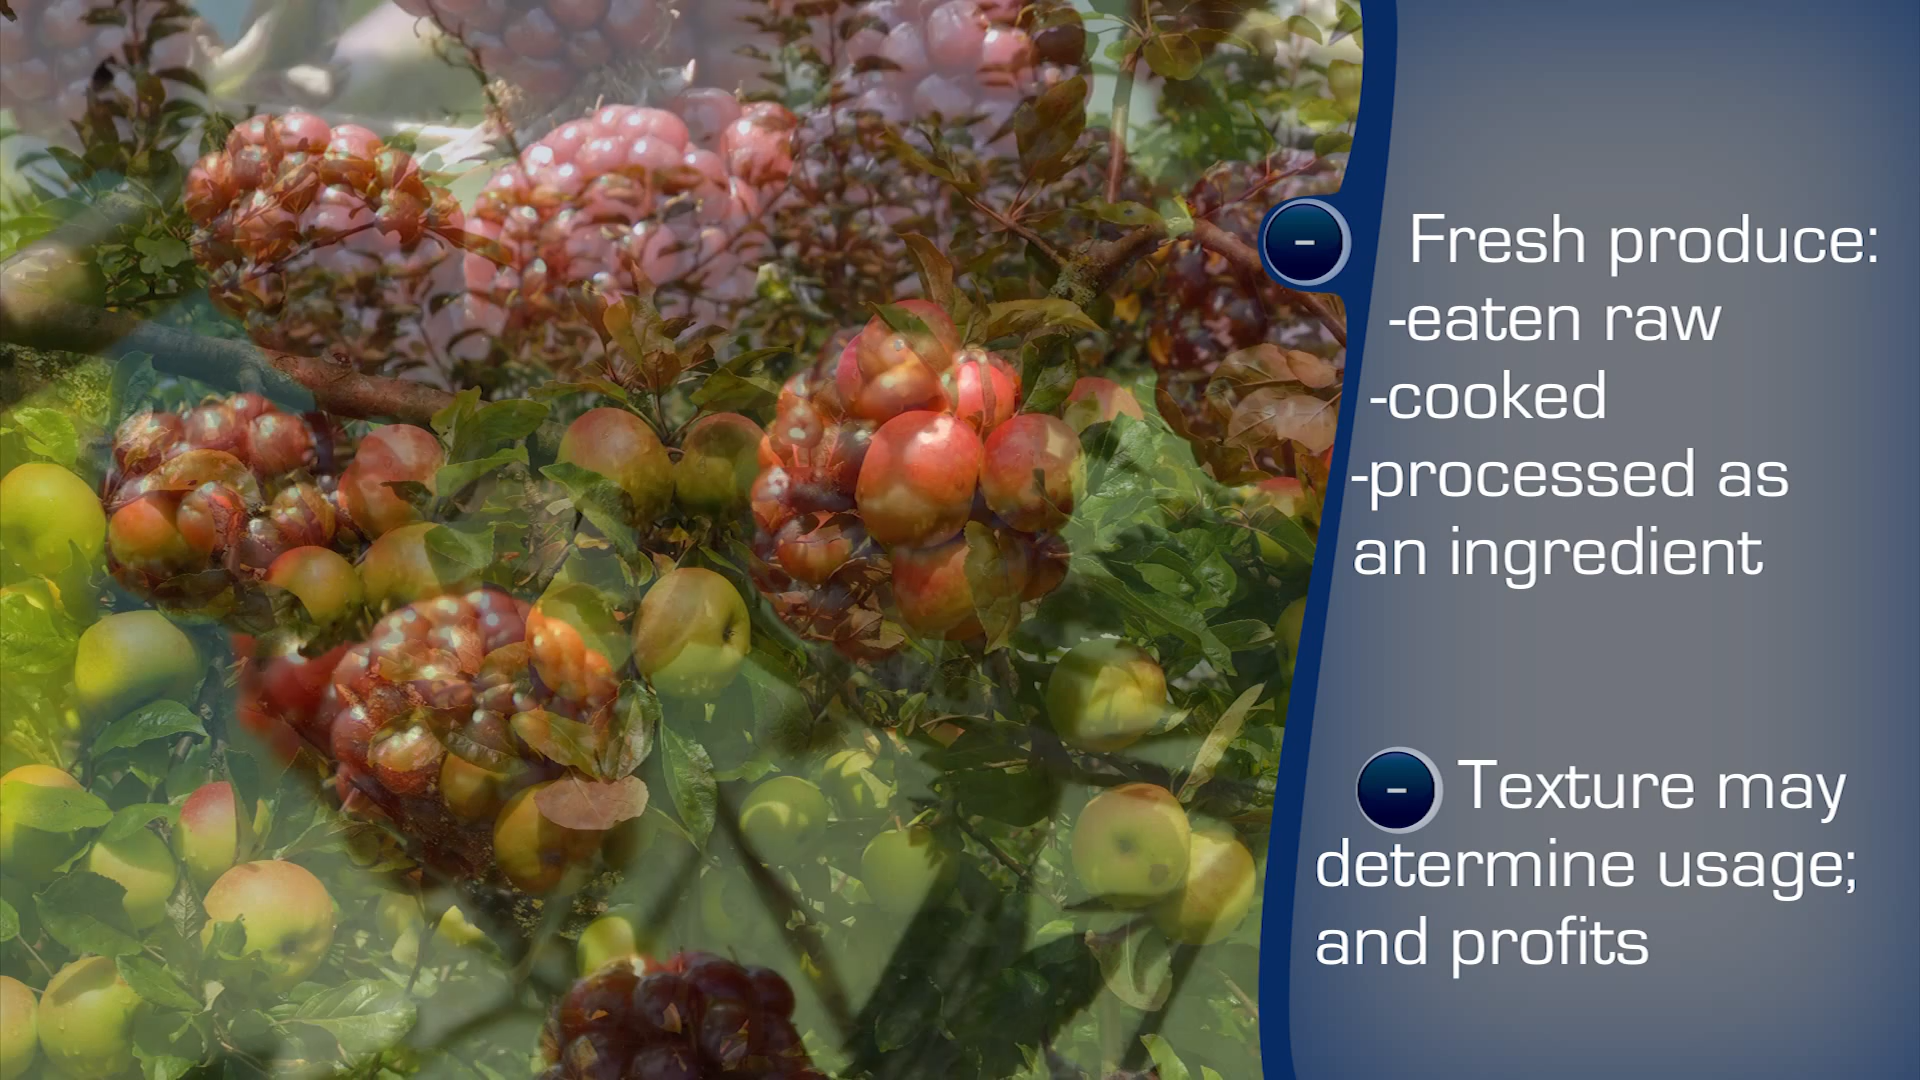 - Fresh produce:
-eaten raw
-cooked
-processed as
an ingredient
- Texture may
determine usage;
and profits